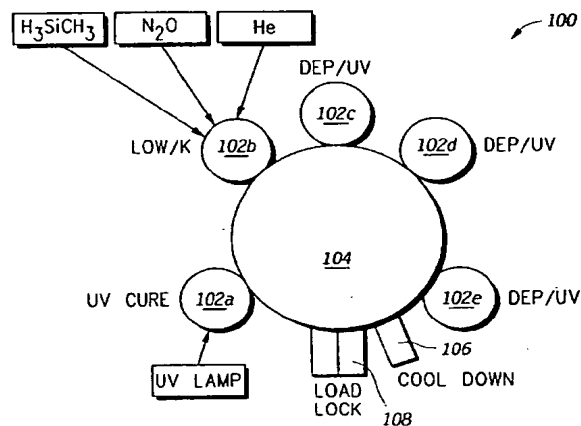 H₃SiCH₃
N₂O
He
100
DEP/UV
102c
LOW/K
102b
102d
DEP/UV
104
UV CURE
102a
102e
DEP/UV
UV LAMP
LOAD
LOCK
108
106
COOL DOWN